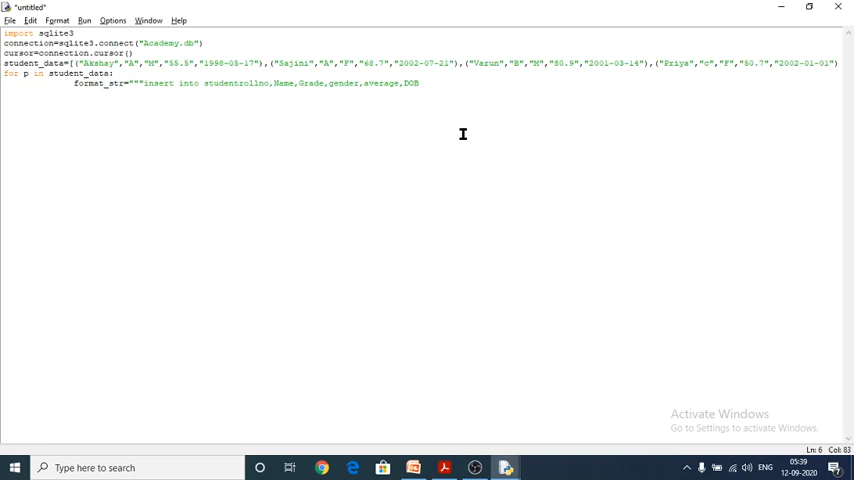 *untitled*
File Edit Format Run Options Window Help
import sqlite3
connection=sqlite3.connect("Academy.db")
cursor=connection.cursor()
student_data=[("Akshay","A","M","55.5","1998-05-17"),("Sajini","A","F","68.7","2002-07-21"),("Varun","B","M","80.9","2001-03-14"),("Priya","c","F","50.7","2002-01-01")
for p in student_data:
format_str="""insert into studentrollno,Name,Grade,gender,average,DOB
Activate Windows
Go to Settings to activate Windows.
Ln: 6 Col: 83
Type here to search
ENG
05:39
12-09-2020